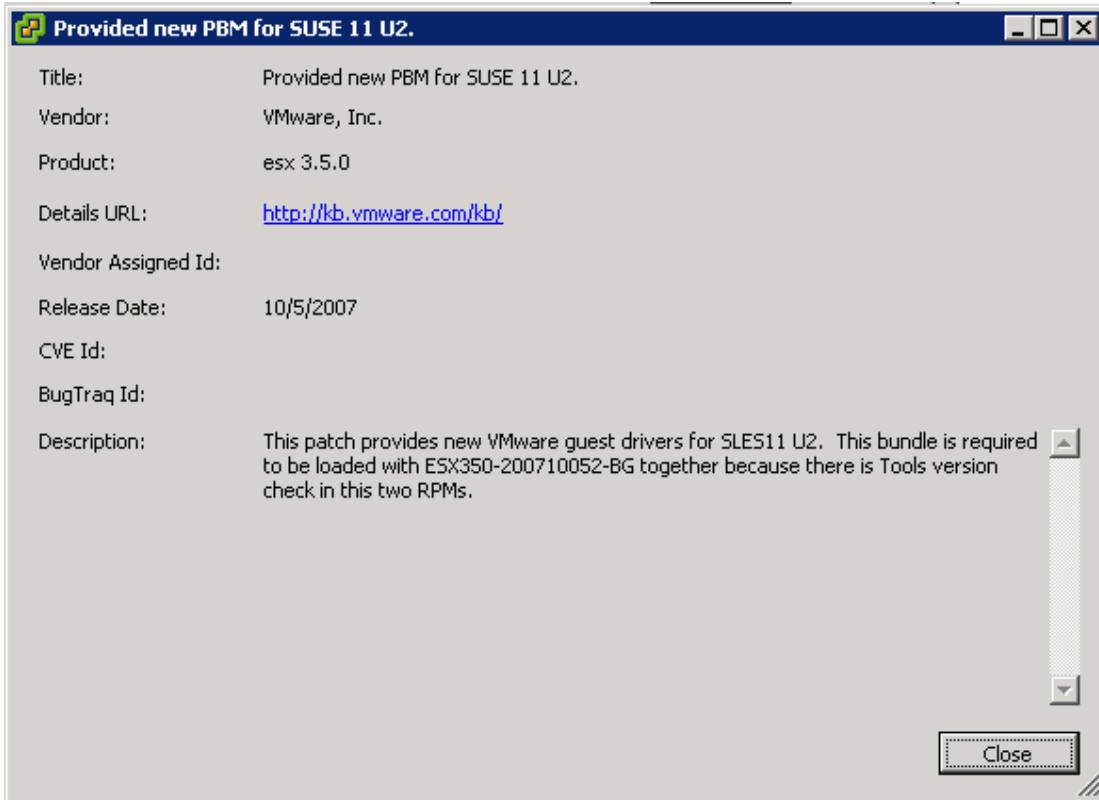 Provided new PBM for SUSE 11 U2.
Title: Provided new PBM for SUSE 11 U2.
Vendor: VMware, Inc.
Product: esx 3.5.0
Details URL: http://kb.vmware.com/kb/
Vendor Assigned Id:
Release Date: 10/5/2007
CVE Id:
BugTraq Id:
Description: This patch provides new VMware guest drivers for SLES11 U2. This bundle is required
to be loaded with ESX350-200710052-BG together because there is Tools version
check in this two RPMs.
Close